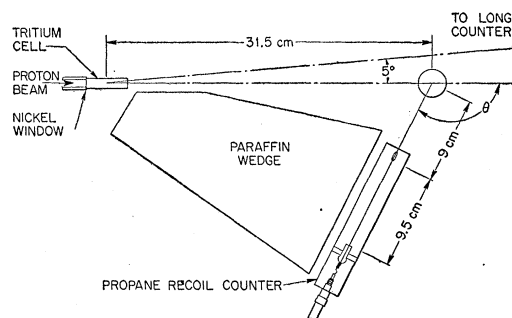 TO LONG
COUNTER
TRITIUM
CELL
31.5 cm
5°
PROTON
BEAM
NICKEL
WINDOW
θ
9 cm
PARAFFIN
WEDGE
9.5 cm
PROPANE RECOIL COUNTER